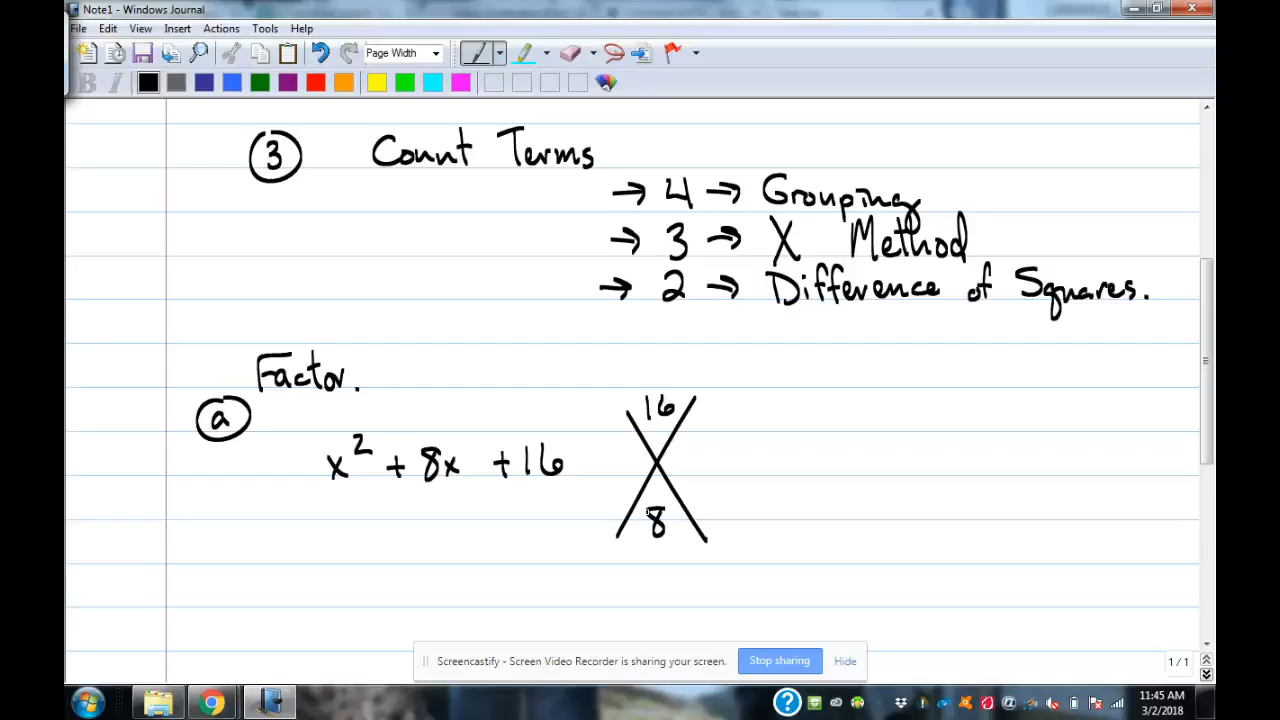 Note1 - Windows Journal
File Edit View Insert Actions Tools Help
Page Width
B I
③ Count Terms
→ 4 → Grouping
→ 3 → X Method
→ 2 → Difference of Squares.
Factor.
ⓐ
16
x² + 8x + 16
8
Screencastify - Screen Video Recorder is sharing your screen. Stop sharing Hide
1 / 1
11:45 AM
3/2/2018